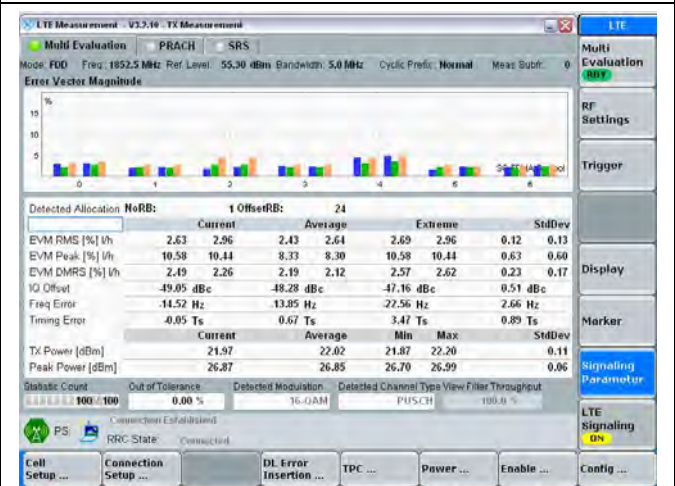 LTE Measurement - V3.2.10 - TX Measurement
LTE
Multi Evaluation PRACH SRS
Mode: FDD Freq.: 1852.5 MHz Ref. Level: 55.30 dBm Bandwidth: 5.0 MHz Cyclic Prefix: Normal Meas Subfr.: 0
Error Vector Magnitude
%
15
10
5
0 1 2 3 4 5 6
Detected Allocation NoRB: 1 OffsetRB: 24
Current Average Extreme StdDev
EVM RMS [%] l/h 2.63 2.96 2.43 2.64 2.69 2.96 0.12 0.13
EVM Peak [%] l/h 10.58 10.44 8.33 8.30 10.58 10.44 0.63 0.60
EVM DMRS [%] l/h 2.49 2.26 2.19 2.12 2.57 2.62 0.23 0.17
IQ Offset -49.05 dBc -48.28 dBc -47.16 dBc 0.51 dBc
Freq Error -14.52 Hz -13.85 Hz -22.56 Hz 2.66 Hz
Timing Error -0.05 Ts 0.67 Ts 3.47 Ts 0.89 Ts
Current Average Min Max StdDev
TX Power [dBm] 21.97 22.02 21.87 22.20 0.11
Peak Power [dBm] 26.87 26.85 26.70 26.99 0.06
Statistic Count Out of Tolerance Detected Modulation Detected Channel Type View Filter Throughput
100 / 100 0.00 % 16-QAM PUSCH 100.0 %
PS: Connection Established
RRC State: Connected
Multi
Evaluation
RDY
RF
Settings
Trigger
Display
Marker
Signaling
Parameter
LTE
Signaling
ON
Cell
Setup ...
Connection
Setup ...
DL Error
Insertion ...
TPC ...
Power ...
Enable ...
Config ...